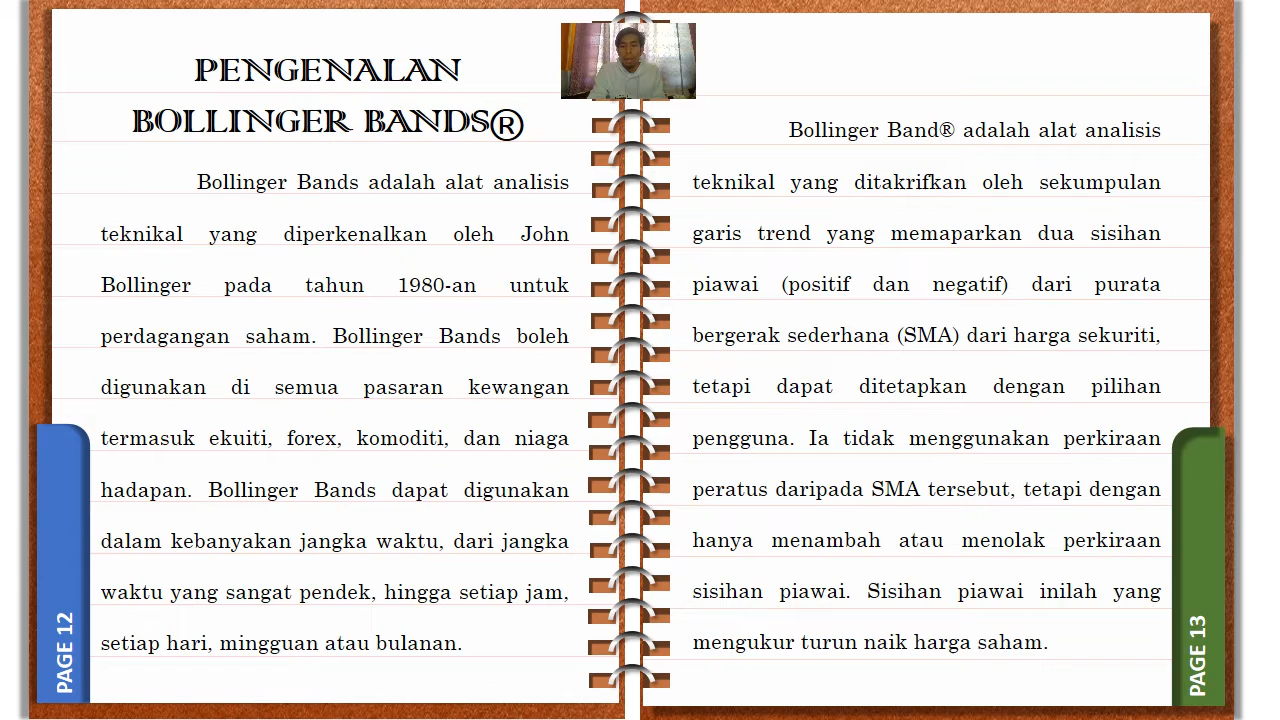 PENGENALAN
BOLLINGER BANDS®
Bollinger Bands adalah alat analisis
teknikal yang diperkenalkan oleh John
Bollinger pada tahun 1980-an untuk
perdagangan saham. Bollinger Bands boleh
digunakan di semua pasaran kewangan
termasuk ekuiti, forex, komoditi, dan niaga
hadapan. Bollinger Bands dapat digunakan
dalam kebanyakan jangka waktu, dari jangka
waktu yang sangat pendek, hingga setiap jam,
setiap hari, mingguan atau bulanan.
PAGE 12
Bollinger Band® adalah alat analisis
teknikal yang ditakrifkan oleh sekumpulan
garis trend yang memaparkan dua sisihan
piawai (positif dan negatif) dari purata
bergerak sederhana (SMA) dari harga sekuriti,
tetapi dapat ditetapkan dengan pilihan
pengguna. Ia tidak menggunakan perkiraan
peratus daripada SMA tersebut, tetapi dengan
hanya menambah atau menolak perkiraan
sisihan piawai. Sisihan piawai inilah yang
mengukur turun naik harga saham.
PAGE 13